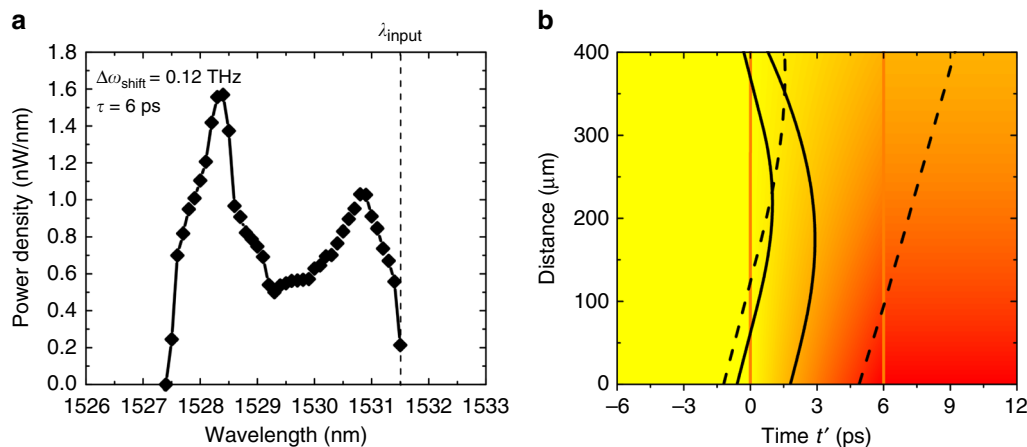 a
λinput
Δωshift = 0.12 THz
τ = 6 ps
1.8
1.6
1.4
1.2
1.0
0.8
0.6
0.4
0.2
0.0
Power density (nW/nm)
1526 1527 1528 1529 1530 1531 1532 1533
Wavelength (nm)
b
400
300
200
100
0
Distance (μm)
−6 −3 0 3 6 9 12
Time t′ (ps)